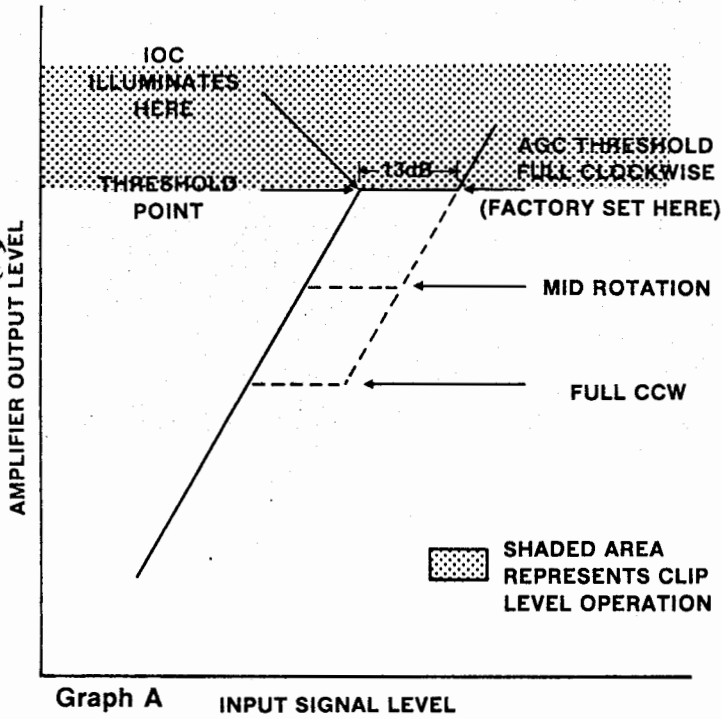 IOC
ILLUMINATES
HERE
13dB
AGC THRESHOLD
FULL CLOCKWISE
THRESHOLD
POINT
(FACTORY SET HERE)
MID ROTATION
FULL CCW
AMPLIFIER OUTPUT LEVEL
SHADED AREA
REPRESENTS CLIP
LEVEL OPERATION
Graph A
INPUT SIGNAL LEVEL